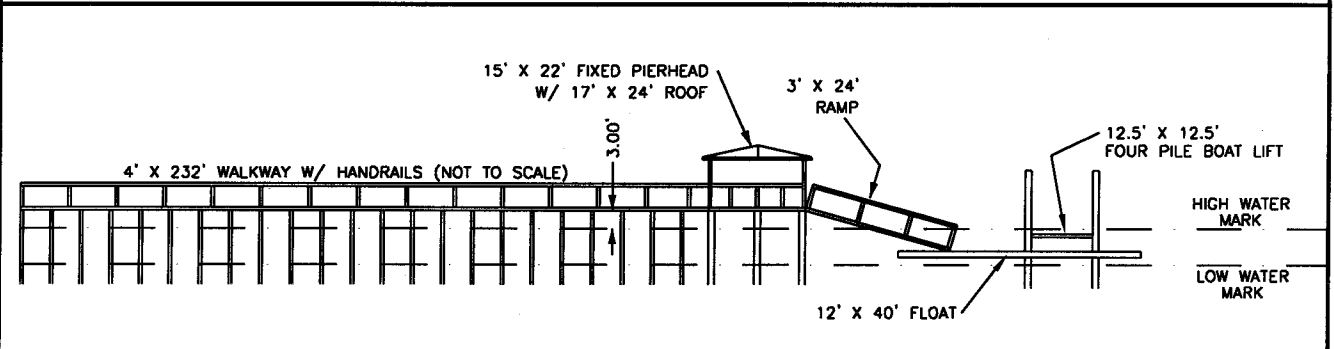 15' X 22' FIXED PIERHEAD
W/ 17' X 24' ROOF
3' X 24'
RAMP
3.00'
12.5' X 12.5'
FOUR PILE BOAT LIFT
4' X 232' WALKWAY W/ HANDRAILS (NOT TO SCALE)
HIGH WATER
MARK
LOW WATER
MARK
12' X 40' FLOAT